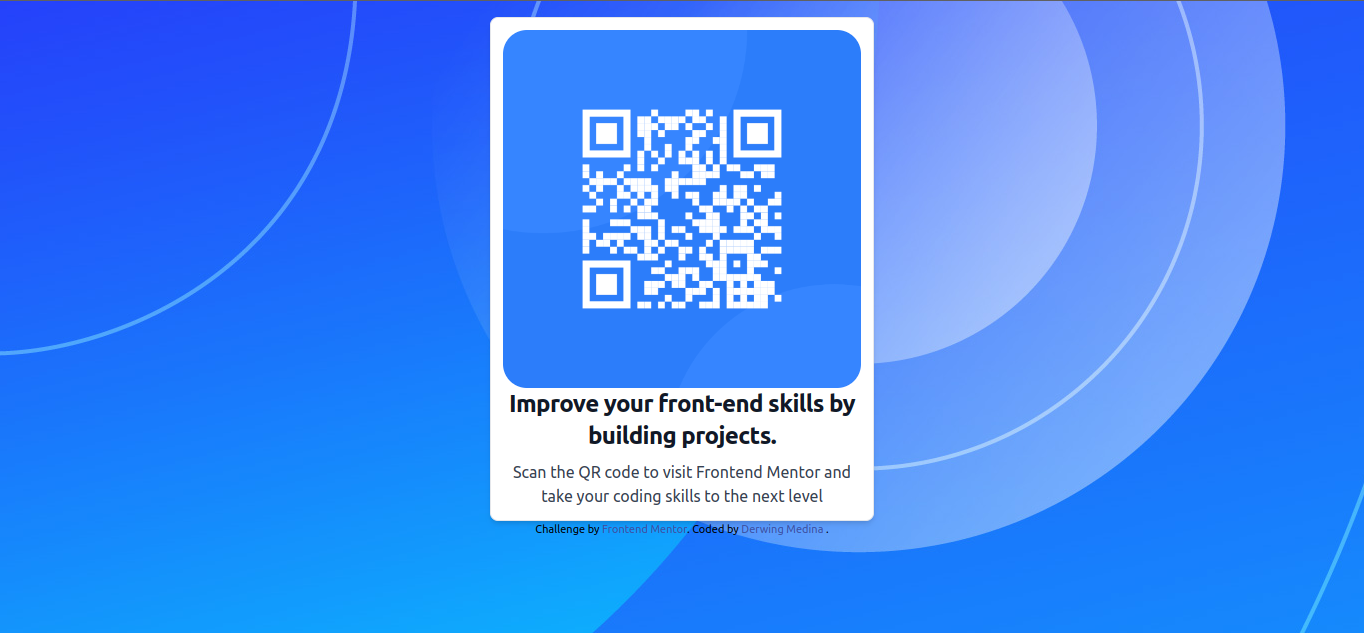 Improve your front-end skills by
building projects.
Scan the QR code to visit Frontend Mentor and
take your coding skills to the next level
Challenge by Frontend Mentor. Coded by Derwing Medina .